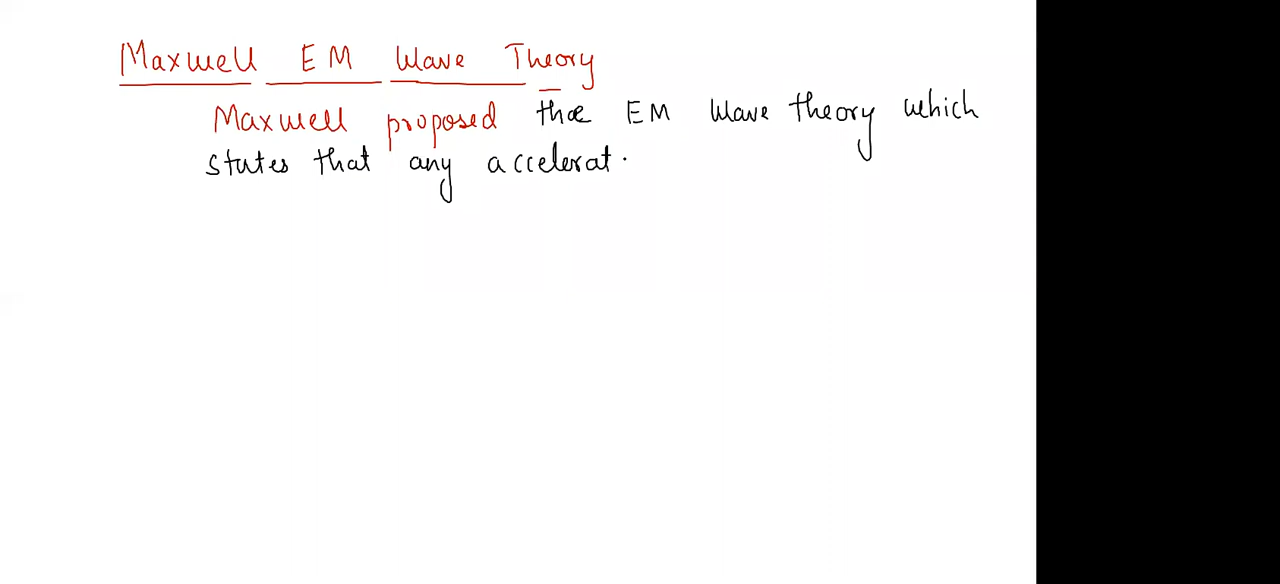 Maxwell EM Wave Theory
Maxwell proposed the EM Wave theory which
states that any accelerat